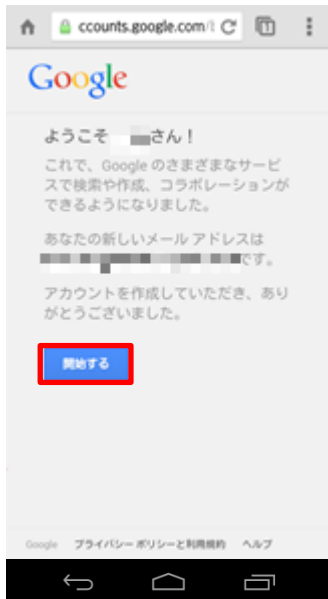 ccounts.google.com/
1
Google
ようこそ さん！
これで、Google のさまざまなサービ
スで検索や作成、コラボレーションが
できるようになりました。
あなたの新しいメール アドレスは
です。
アカウントを作成していただき、あり
がとうございました。
開始する
Google プライバシー ポリシーと利用規約 ヘルプ